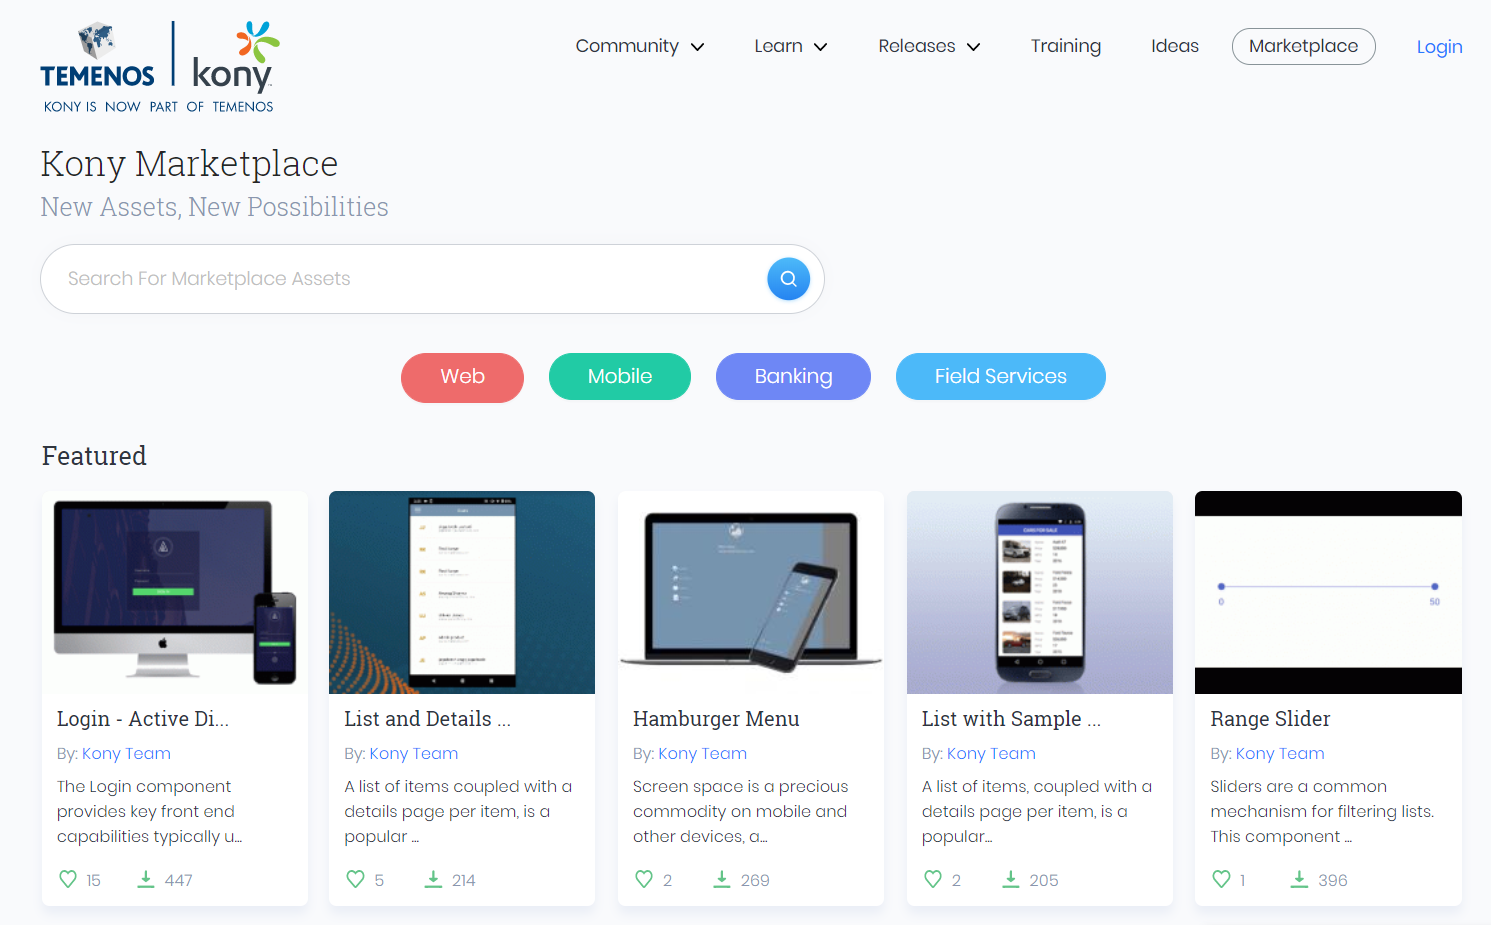 TEMENOS
kony
KONY IS NOW PART OF TEMENOS
Community
Learn
Releases
Training
Ideas
Marketplace
Login
Kony Marketplace
New Assets, New Possibilities
Search For Marketplace Assets
Web
Mobile
Banking
Field Services
Featured
CARS FOR SALE
0
50
Login - Active Di...
By: Kony Team
The Login component
provides key front end
capabilities typically u...
15
447
List and Details ...
By: Kony Team
A list of items coupled with a
details page per item, is a
popular ...
5
214
Hamburger Menu
By: Kony Team
Screen space is a precious
commodity on mobile and
other devices, a...
2
269
List with Sample ...
By: Kony Team
A list of items, coupled with a
details page per item, is a
popular...
2
205
Range Slider
By: Kony Team
Sliders are a common
mechanism for filtering lists.
This component ...
1
396